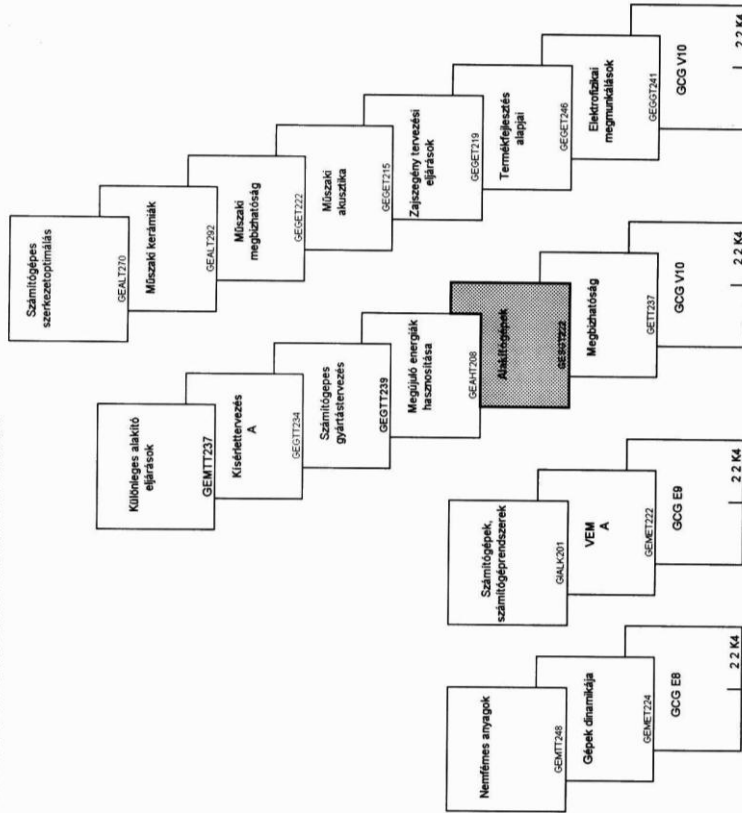 Számítógépes
szerkezetoptimálás
GEALT270
Műszaki kerámiák
GEALT292
Műszaki
megbizhatóság
GEGET222
Műszaki
akusztika
GEGET215
Zajszegény tervezési
eljárások
GEGET219
Termékfejlesztés
alapjai
GEGET246
Elektrofizikai
megmunkálások
GEGGT241
GCG V10
2 2 K4
Különleges alakító
eljárások
GEMTT237
Kísérlettervezés
A
GEGTT234
Számítógepes
gyártástervezés
GEGTT239
Megújuló energiák
hasznosítása
GEAHT208
Alakítógépek
Megbizhatóság
GETT237
GCG V10
2 2 K4
Számítógépek,
számítógéprendszerek
GIALK201
VEM
A
GEMET222
GCG E9
2 2 K4
Nemfémes anyagok
GEMTT248
Gépek dinamikája
GEMET224
GCG E8
2 2 K4